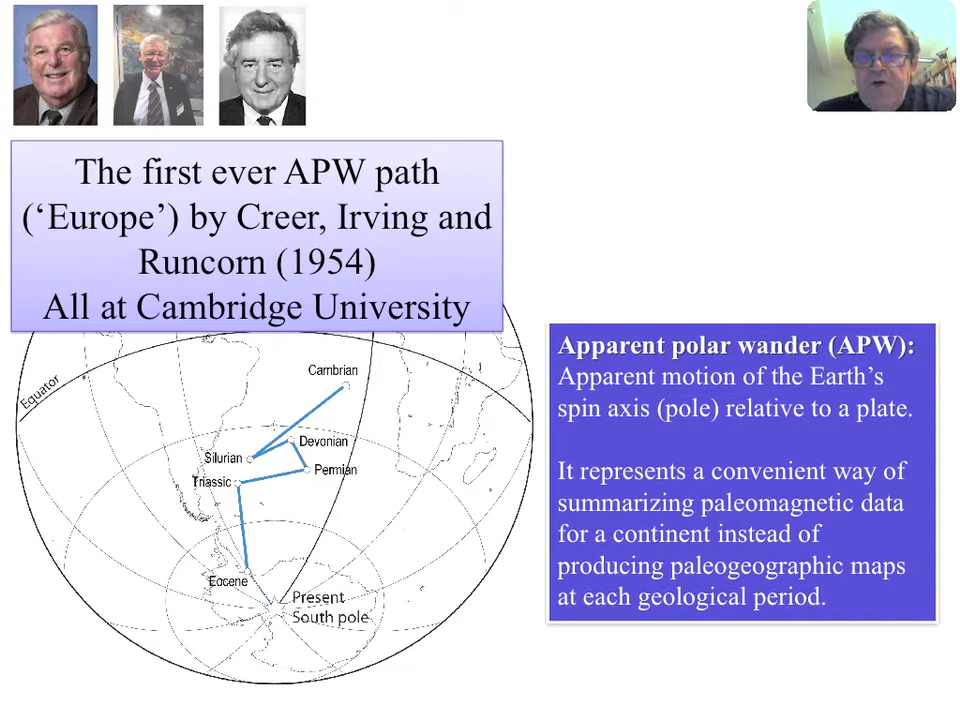 The first ever APW path
(‘Europe’) by Creer, Irving and
Runcorn (1954)
All at Cambridge University
Equator
Cambrian
Devonian
Silurian
Permian
Triassic
Eocene
Present
South pole
Apparent polar wander (APW):
Apparent motion of the Earth’s
spin axis (pole) relative to a plate.
It represents a convenient way of
summarizing paleomagnetic data
for a continent instead of
producing paleogeographic maps
at each geological period.